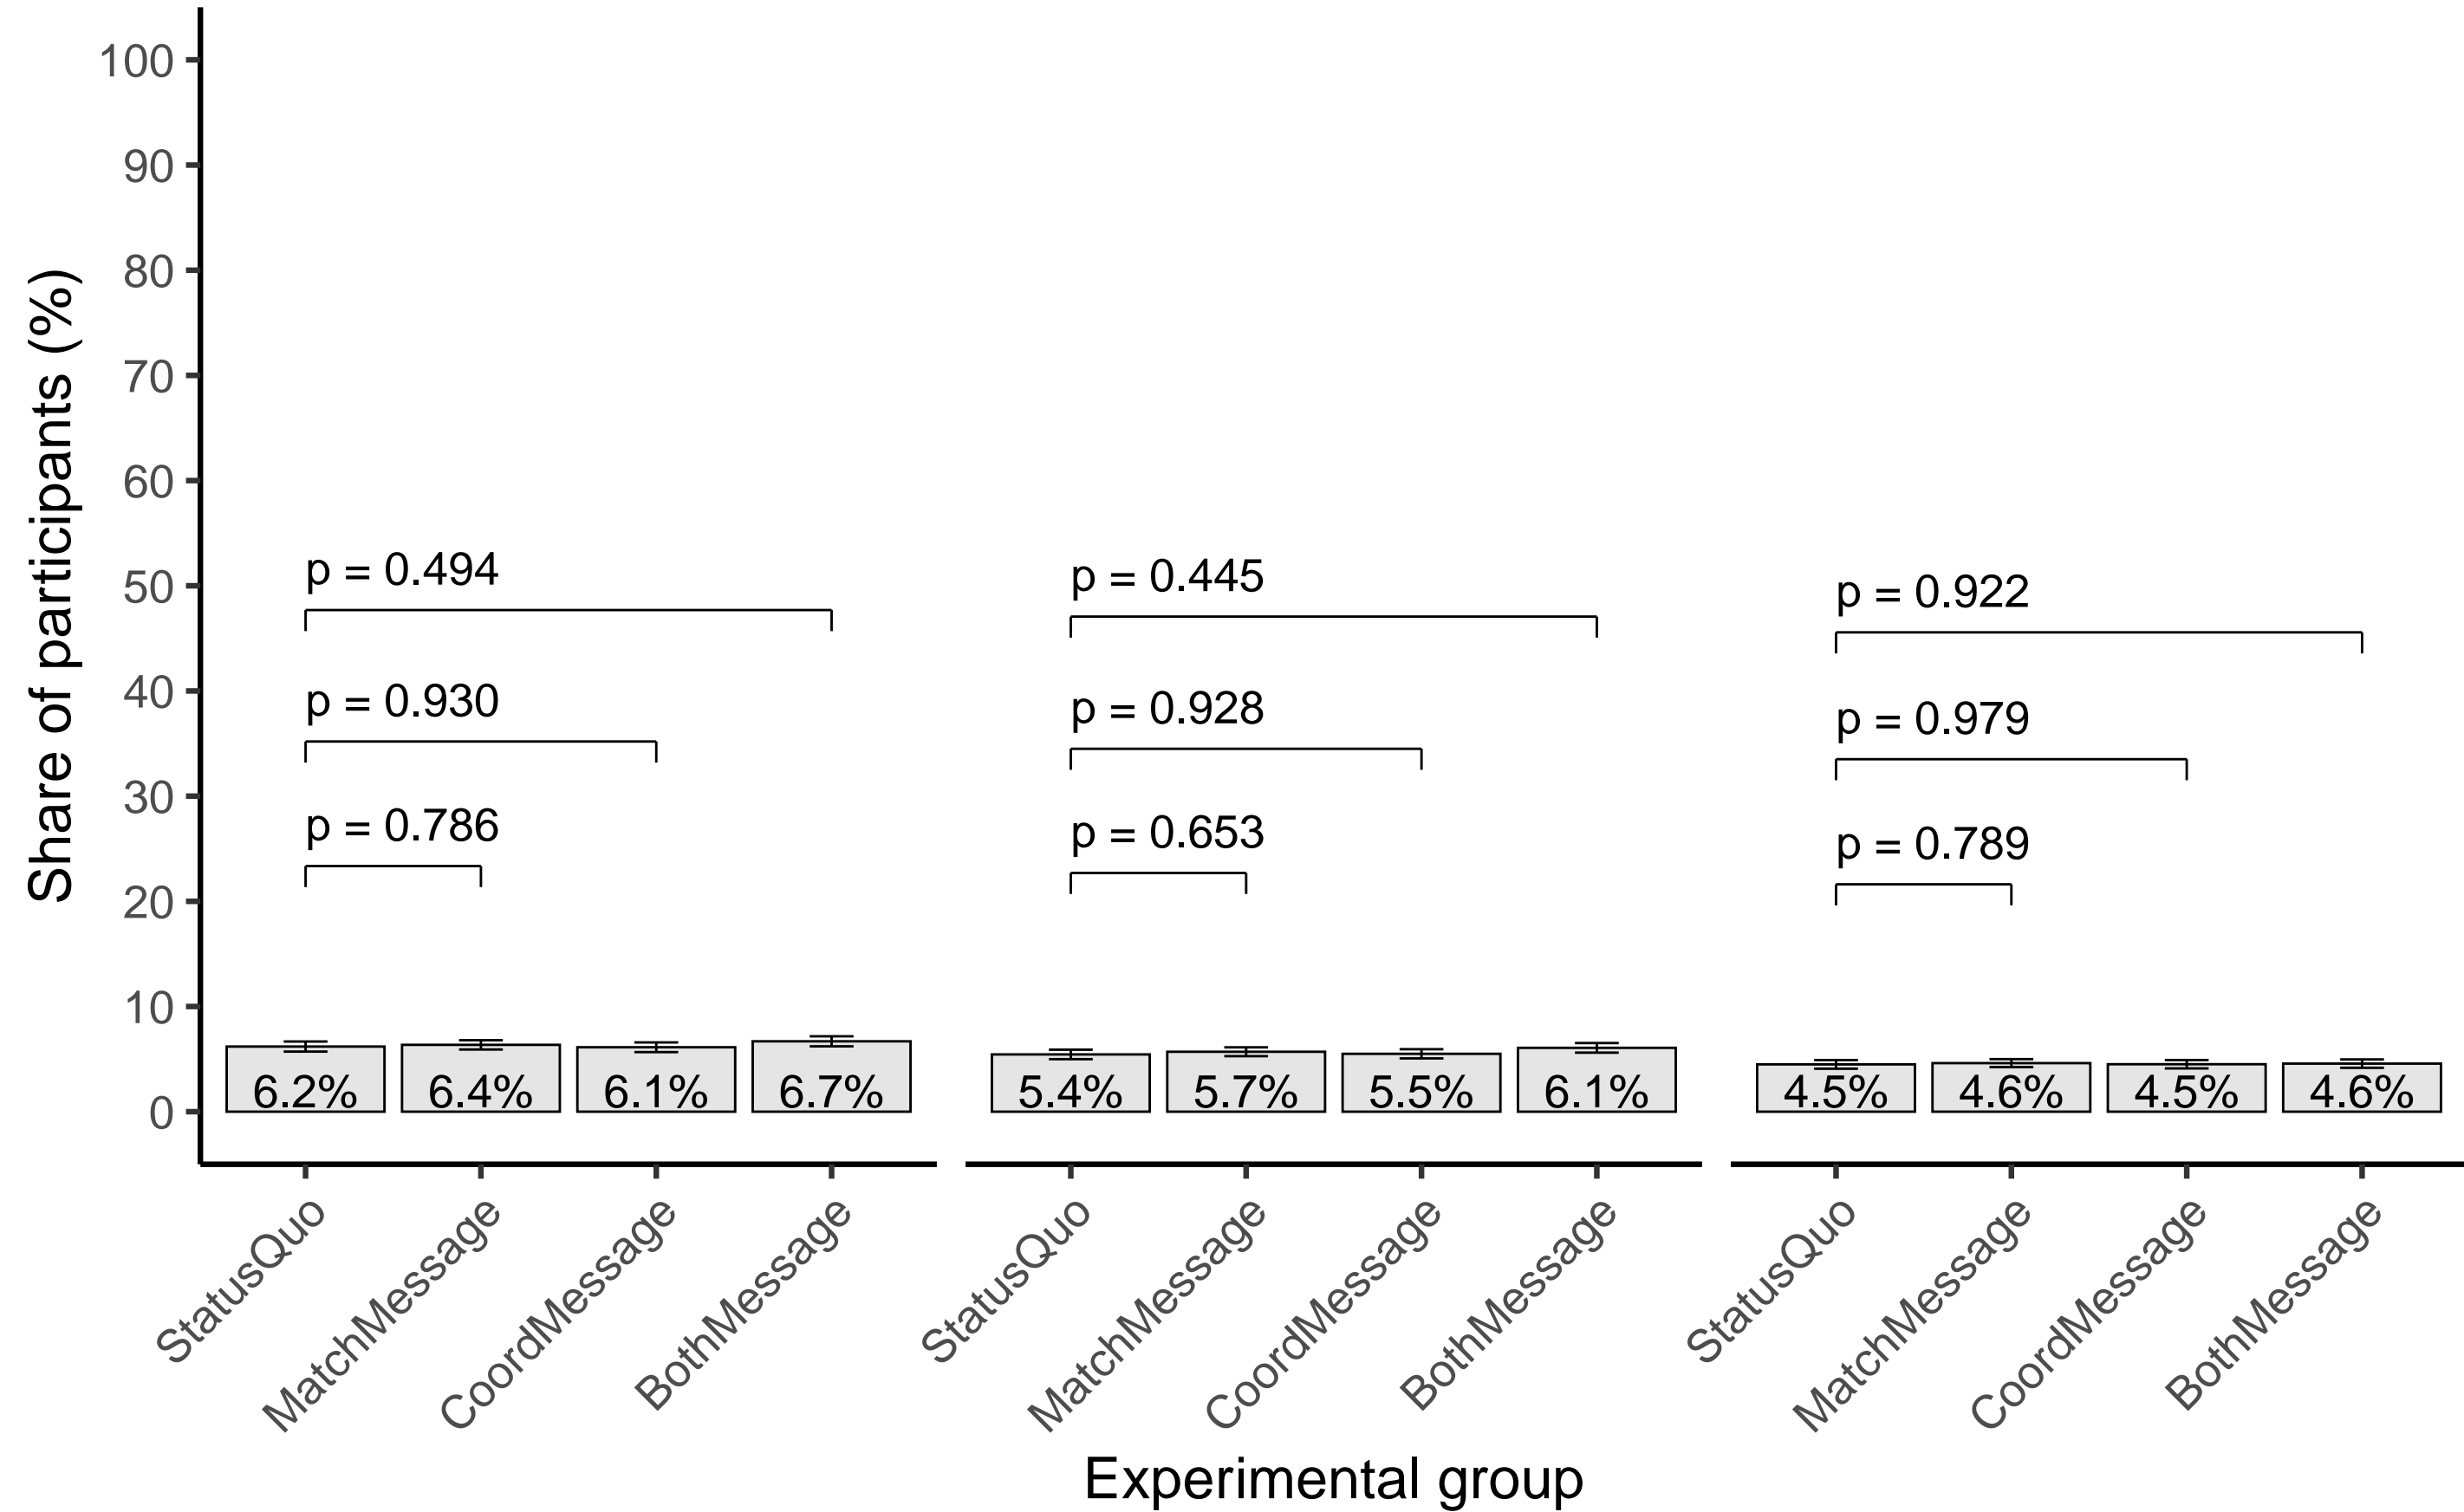 Share of participants (%)
100
90
80
70
60
50
40
30
20
10
0
p = 0.494
p = 0.930
p = 0.786
6.2% 6.4% 6.1% 6.7%
StatusQuo
MatchMessage
CoordMessage
BothMessage
p = 0.445
p = 0.928
p = 0.653
5.4% 5.7% 5.5% 6.1%
StatusQuo
MatchMessage
CoordMessage
BothMessage
p = 0.922
p = 0.979
p = 0.789
4.5% 4.6% 4.5% 4.6%
StatusQuo
MatchMessage
CoordMessage
BothMessage
Experimental group